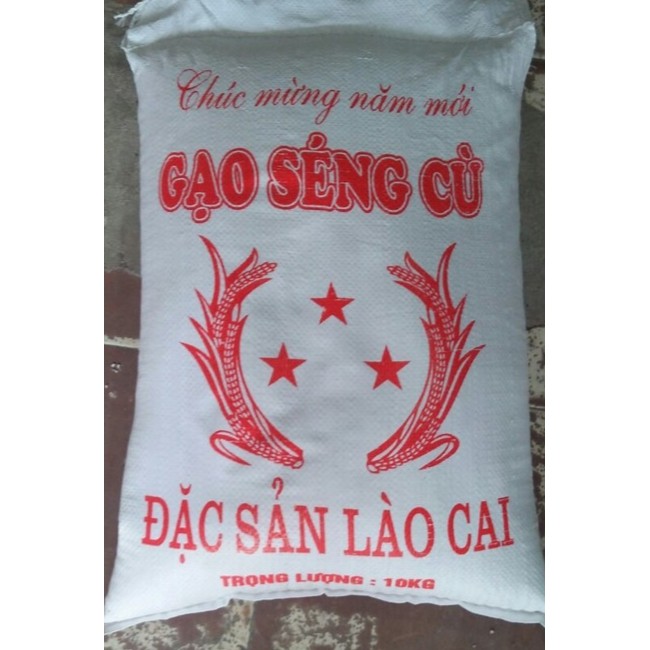 Chúc mừng năm mới
GẠO SÉNG CÙ
ĐẶC SẢN LÀO CAI
TRỌNG LƯỢNG : 10KG